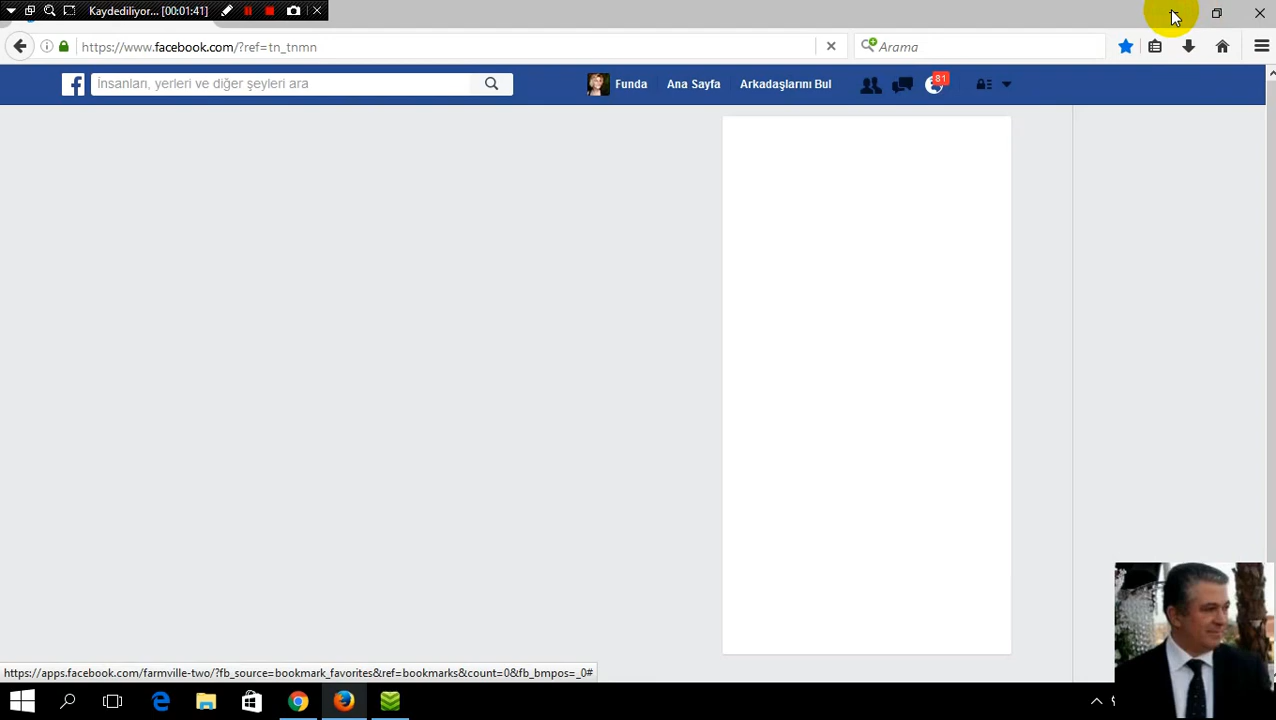 Kaydediliyor... [00:01:41]
https://www.facebook.com/?ref=tn_tnmn
Arama
İnsanları, yerleri ve diğer şeyleri ara
Funda
Ana Sayfa
Arkadaşlarını Bul
81
https://apps.facebook.com/farmville-two/?fb_source=bookmark_favorites&ref=bookmarks&count=0&fb_bmpos=_0#